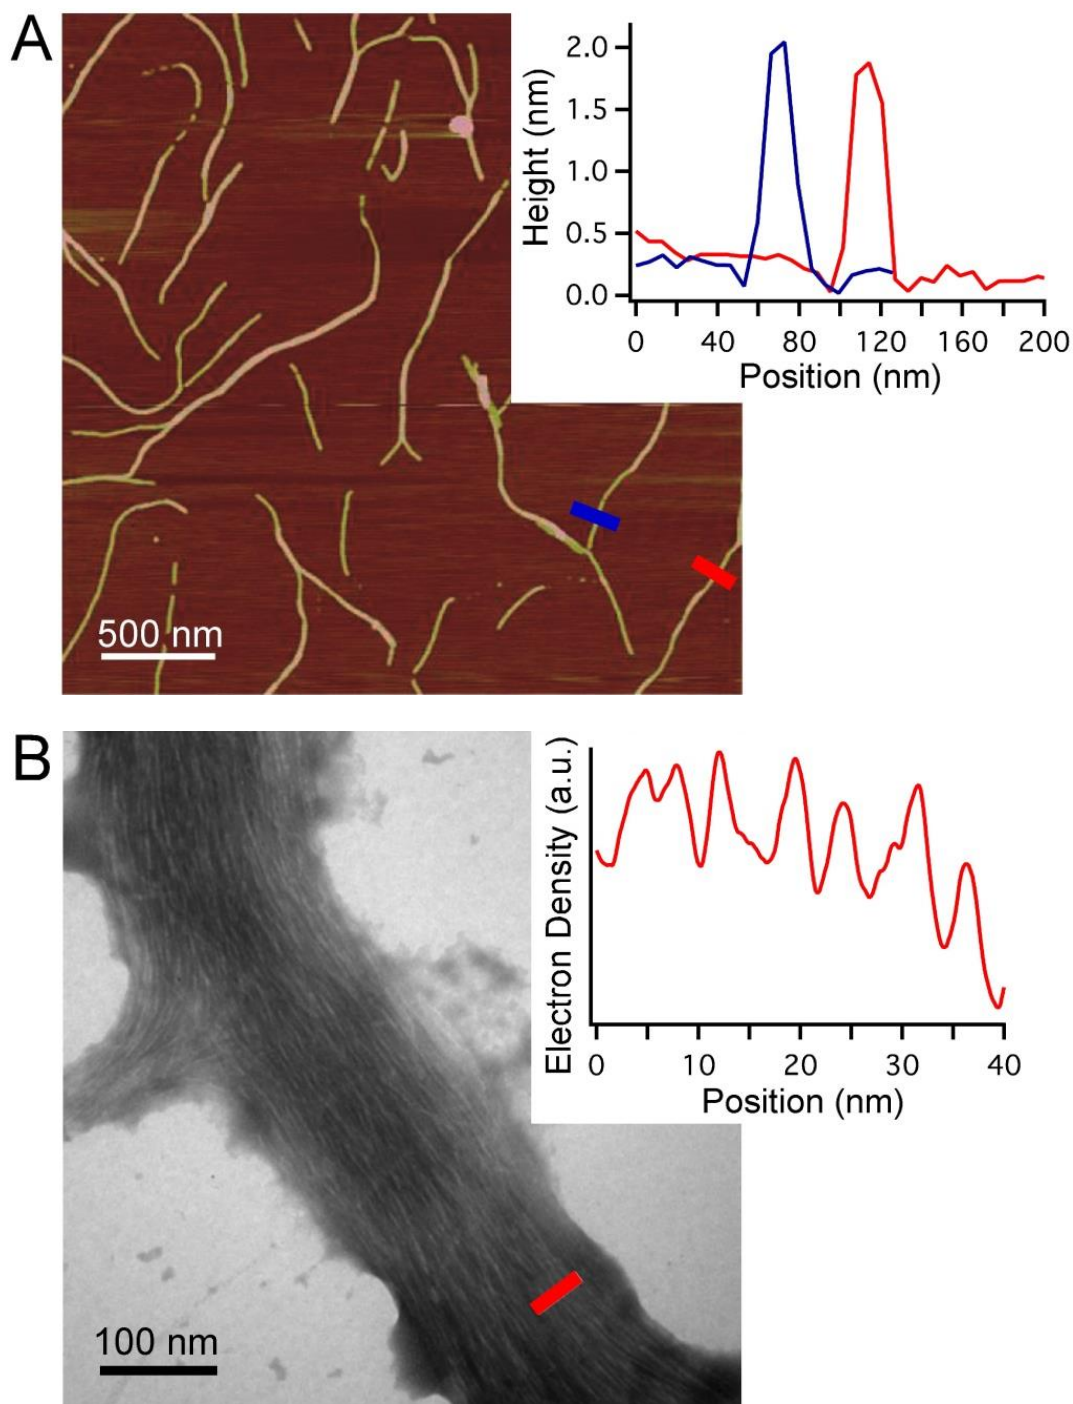 A
2.0
1.5
1.0
0.5
0.0
Height (nm)
0 40 80 120 160 200
Position (nm)
500 nm
B
Electron Density (a.u.)
0 10 20 30 40
Position (nm)
100 nm